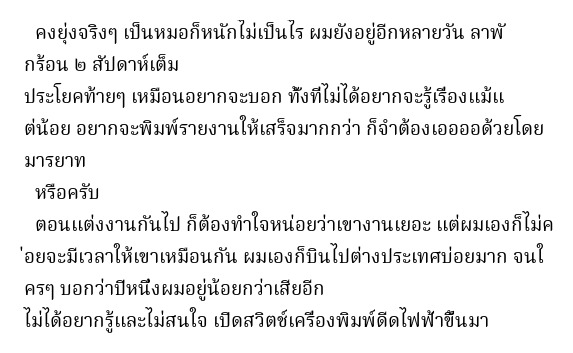 คงยุ่งจริงๆ เป็นหมอก็หนักไม่เป็นไร ผมยังอยู่อีกหลายวัน ลาพั
กร้อน ๒ สัปดาห์เต็ม
ประโยคท้ายๆ เหมือนอยากจะบอก ทั้งที่ไม่ได้อยากจะรู้เรื่องแม้แ
ต่น้อย อยากจะพิมพ์รายงานให้เสร็จมากกว่า ก็จำต้องเออออด้วยโดย
มารยาท
หรือครับ
ตอนแต่งงานกันไป ก็ต้องทำใจหน่อยว่าเขางานเยอะ แต่ผมเองก็ไม่ค
่อยจะมีเวลาให้เขาเหมือนกัน ผมเองก็บินไปต่างประเทศบ่อยมาก จนใ
ครๆ บอกว่าปีหนึ่งผมอยู่น้อยกว่าเสียอีก
ไม่ได้อยากรู้และไม่สนใจ เปิดสวิตช์เครื่องพิมพ์ดีดไฟฟ้าขึ้นมา